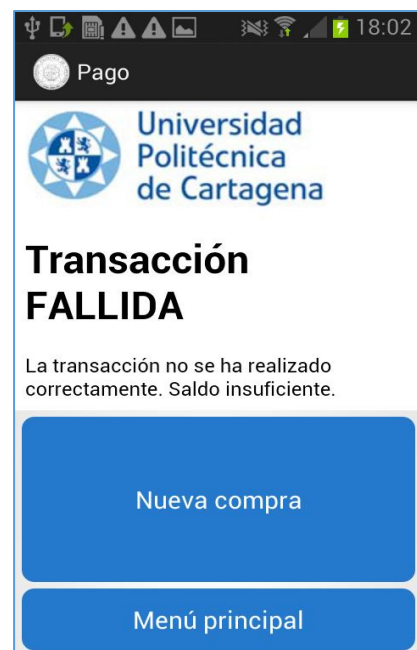 18:02
Pago
Universidad
Politécnica
de Cartagena
Transacción
FALLIDA
La transacción no se ha realizado
correctamente. Saldo insuficiente.
Nueva compra
Menú principal